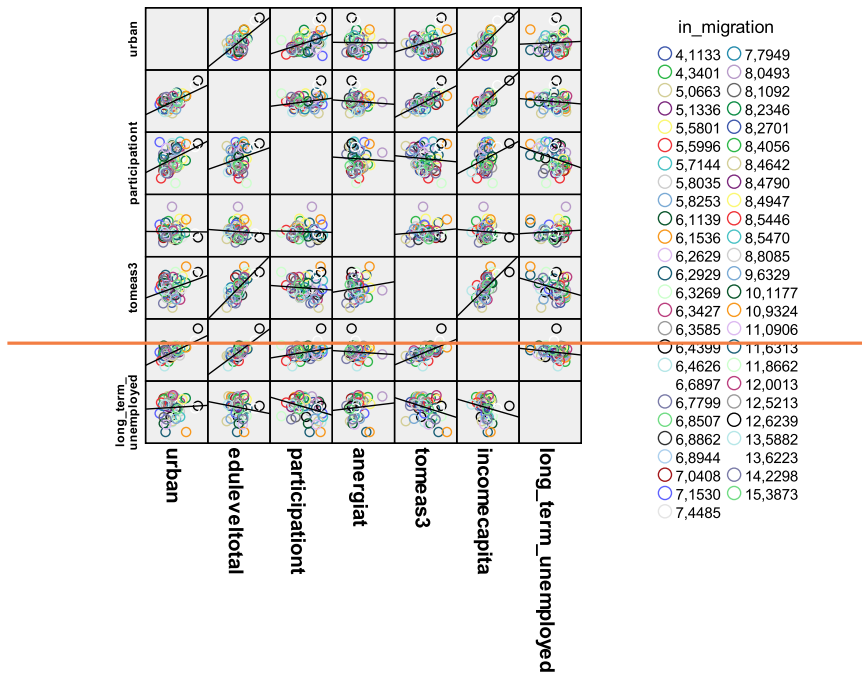 in_migration
urban
participationt
tomeas3
long_term_
unemployed
4,1133 7,7949
4,3401 8,0493
5,0663 8,1092
5,1336 8,2346
5,5801 8,2701
5,5996 8,4056
5,7144 8,4642
5,8035 8,4790
5,8253 8,4947
6,1139 8,5446
6,1536 8,5470
6,2629 8,8085
6,2929 9,6329
6,3269 10,1177
6,3427 10,9324
6,3585 11,0906
6,4399 11,6313
6,4626 11,8662
6,6897 12,0013
6,7799 12,5213
6,8507 12,6239
6,8862 13,5882
6,8944 13,6223
7,0408 14,2298
7,1530 15,3873
7,4485
urban
eduleveltotal
participationt
anergiat
tomeas3
incomecapita
long_term_unemployed